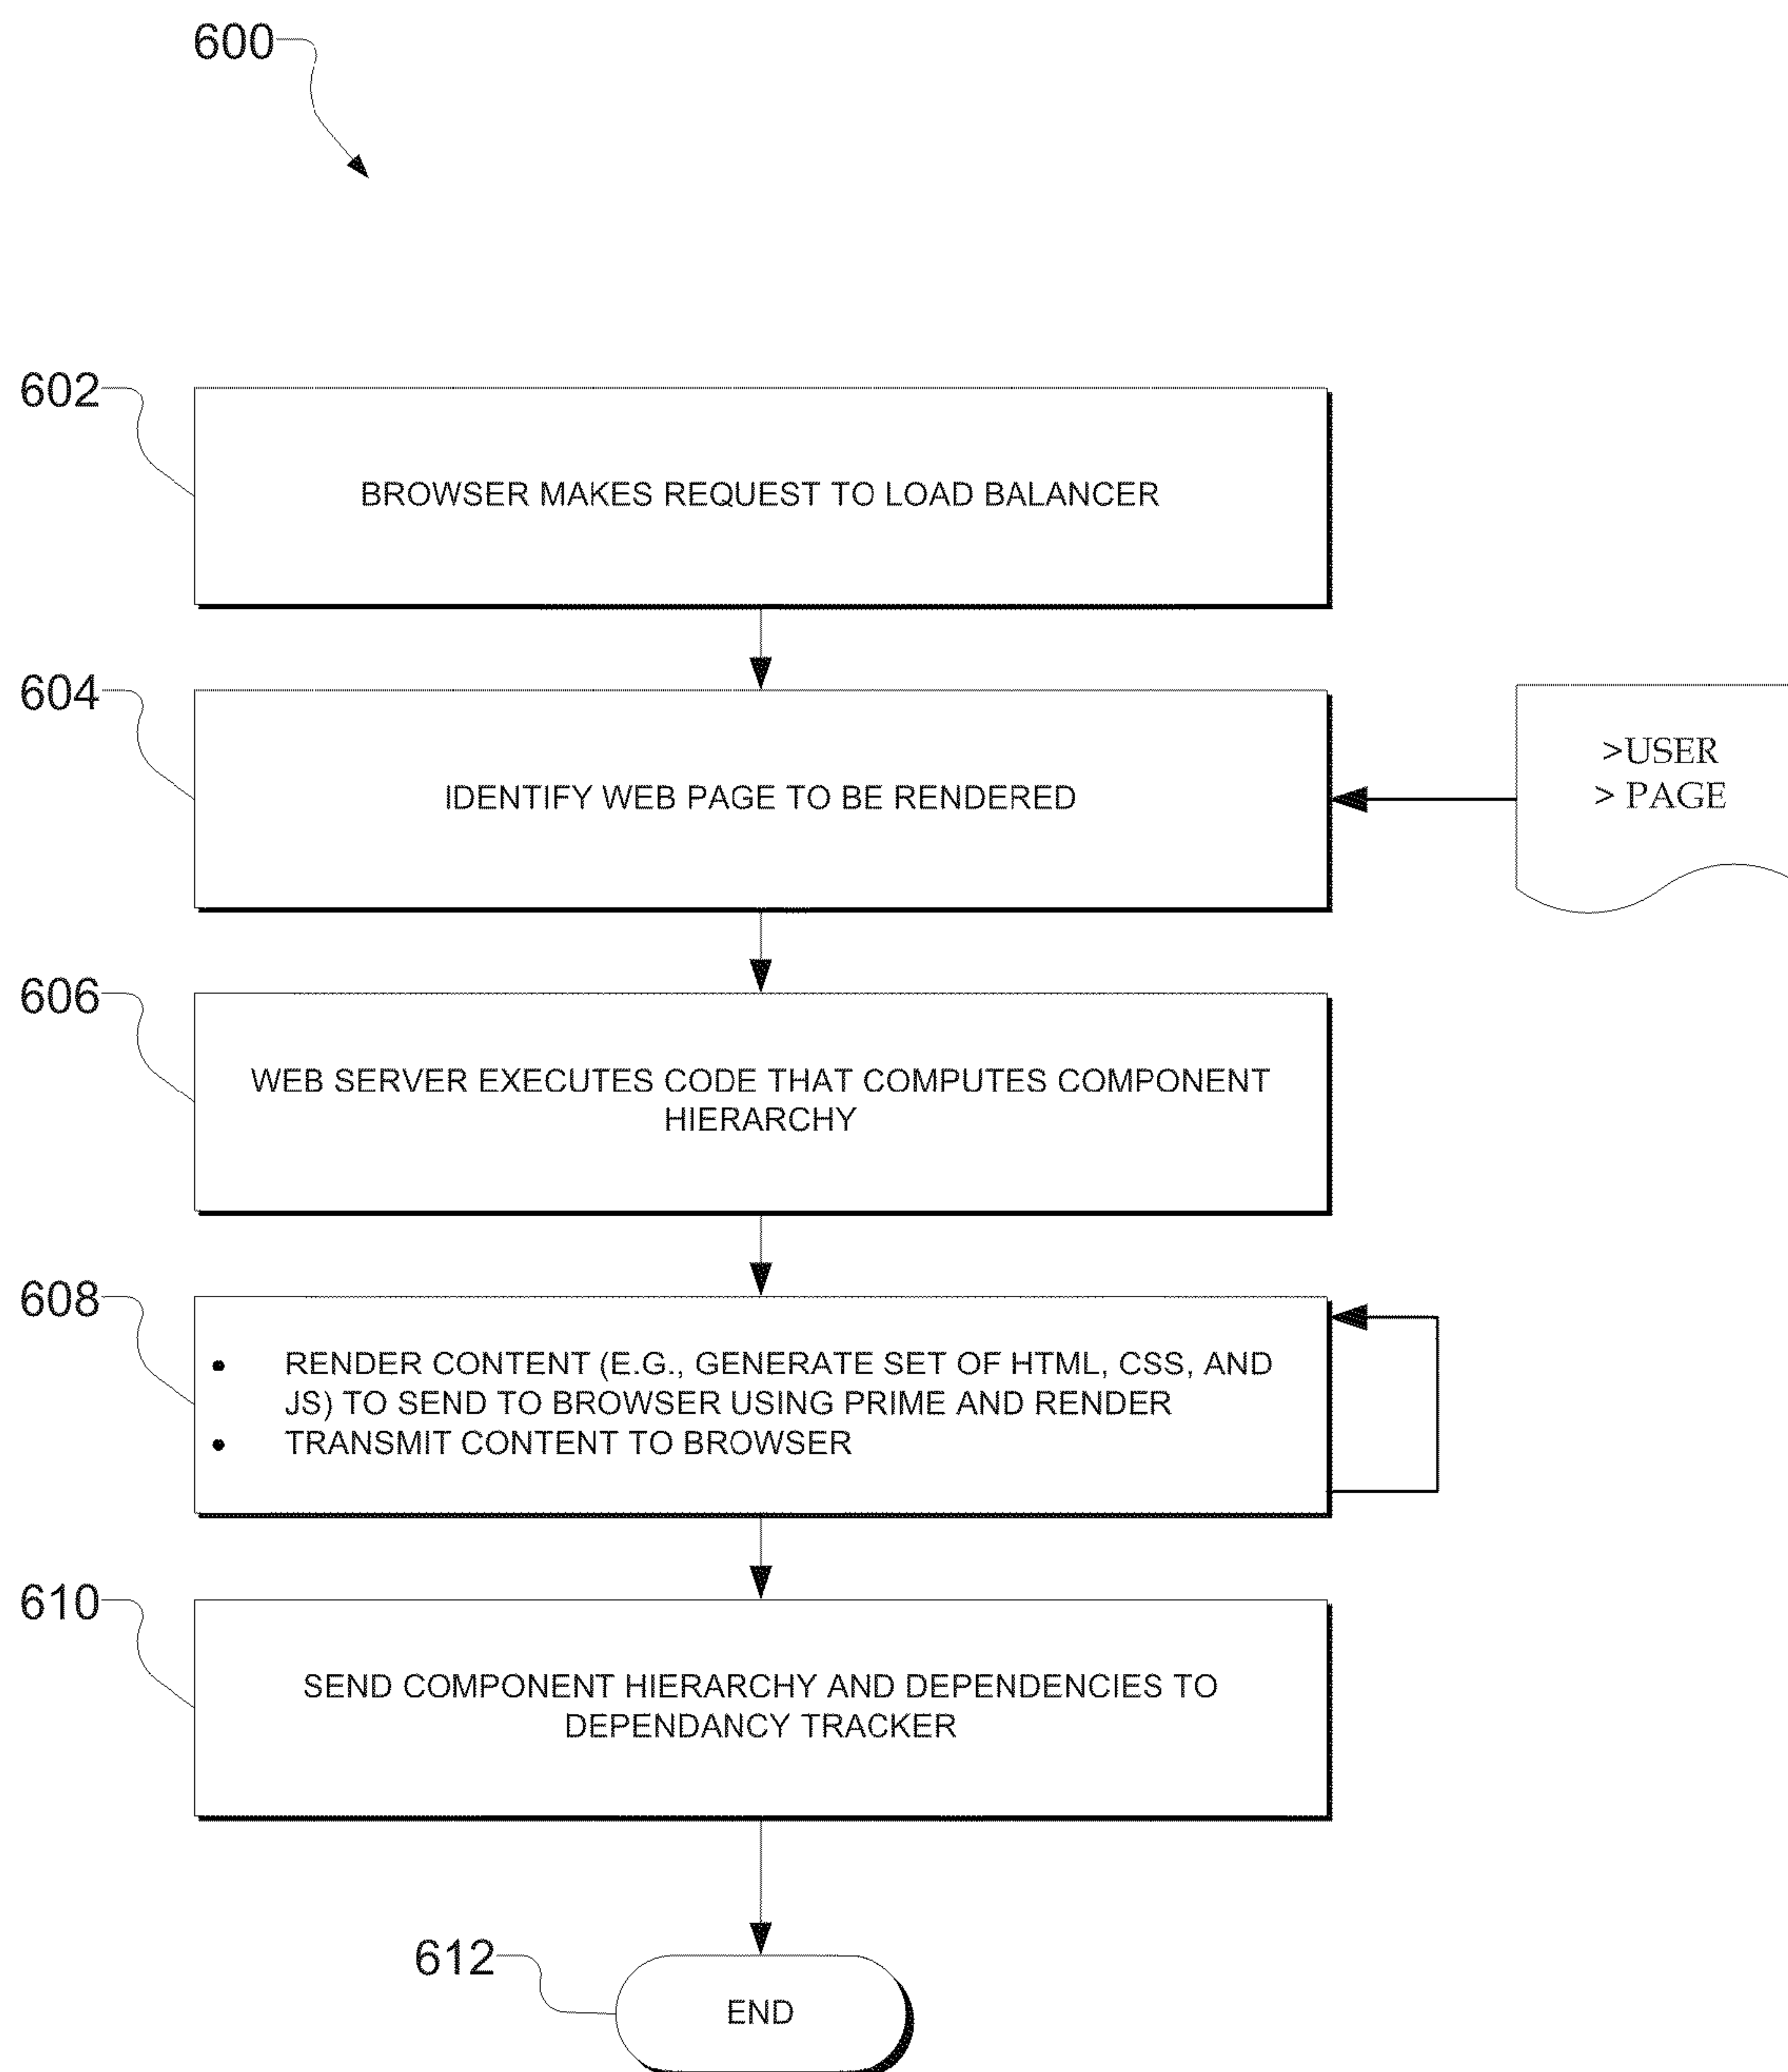 600
602
BROWSER MAKES REQUEST TO LOAD BALANCER
604
IDENTIFY WEB PAGE TO BE RENDERED
>USER
> PAGE
606
WEB SERVER EXECUTES CODE THAT COMPUTES COMPONENT
HIERARCHY
608
• RENDER CONTENT (E.G., GENERATE SET OF HTML, CSS, AND
JS) TO SEND TO BROWSER USING PRIME AND RENDER
• TRANSMIT CONTENT TO BROWSER
610
SEND COMPONENT HIERARCHY AND DEPENDENCIES TO
DEPENDANCY TRACKER
612
END